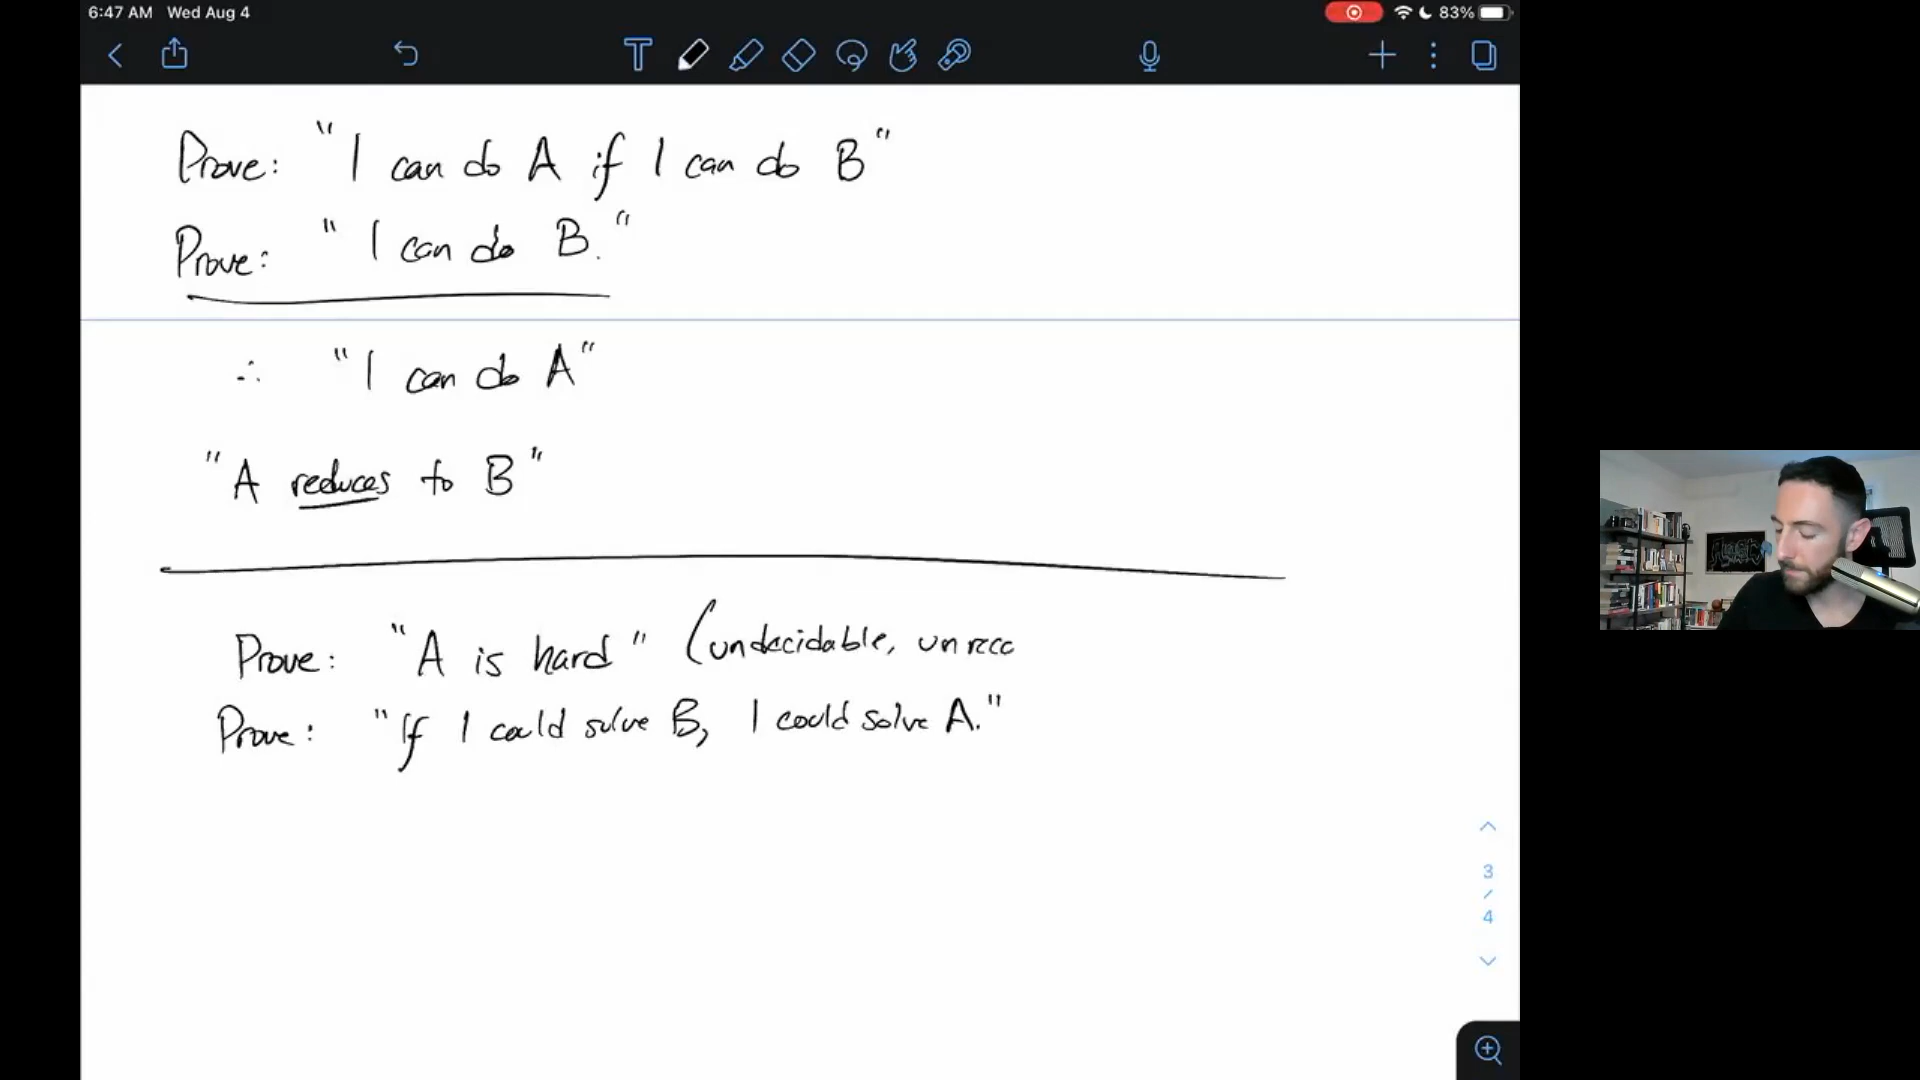 6:47 AM Wed Aug 4
83%
Prove: "I can do A if I can do B"
Prove: "I can do B."
∴ "I can do A"
"A reduces to B"
Prove: "A is hard" (undecidable, unreco
Prove: "If I could solve B, I could solve A."
3
/
4